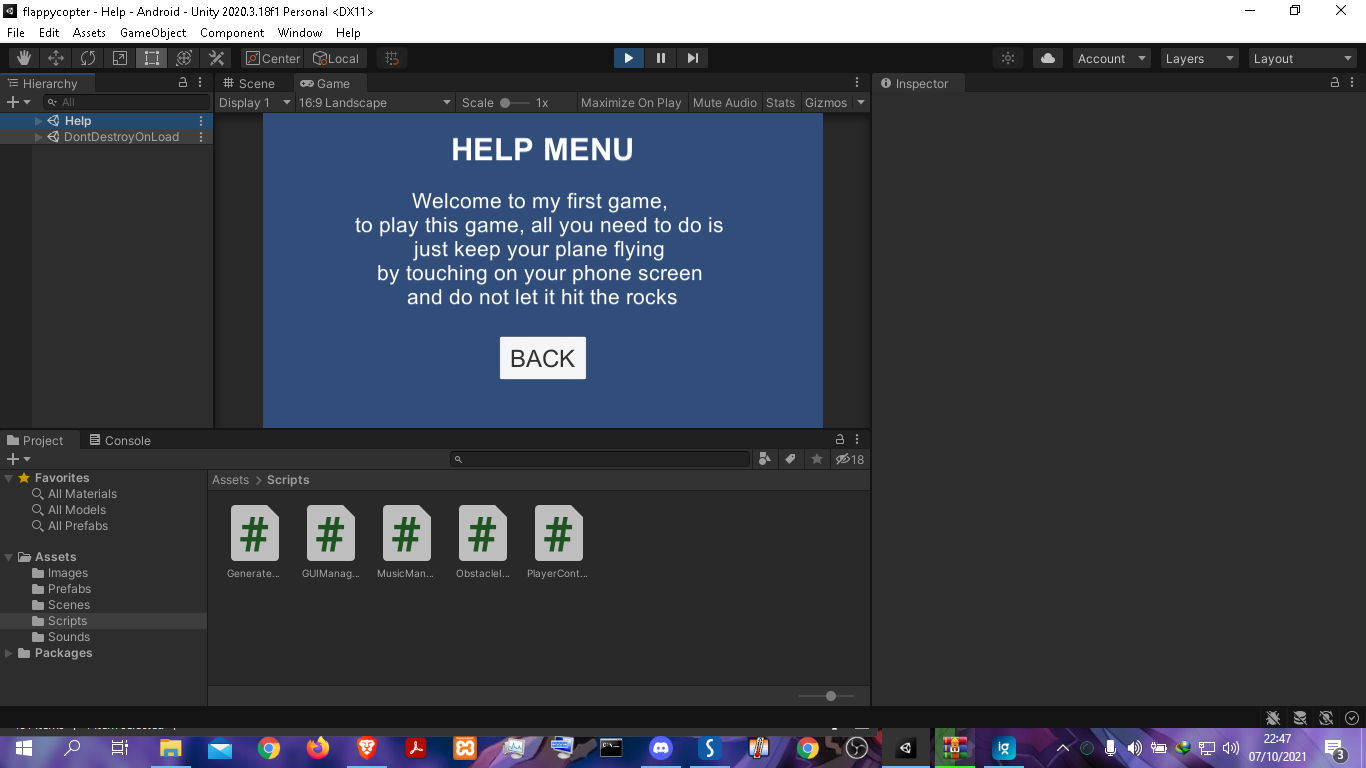 flappycopter - Help - Android - Unity 2020.3.18f1 Personal <DX11>
File Edit Assets GameObject Component Window Help
Center Local Account Layers Layout
Hierarchy Scene Game Inspector
All Display 1 16:9 Landscape Scale 1x Maximize On Play Mute Audio Stats Gizmos
Help
DontDestroyOnLoad
HELP MENU
Welcome to my first game,
to play this game, all you need to do is
just keep your plane flying
by touching on your phone screen
and do not let it hit the rocks
BACK
Project Console
18
Favorites
All Materials
All Models
All Prefabs
Assets
Images
Prefabs
Scenes
Scripts
Sounds
Packages
Assets > Scripts
# # # # #
Generate... GUIManag... MusicMan... ObstacleI... PlayerCont...
22:47
07/10/2021
3